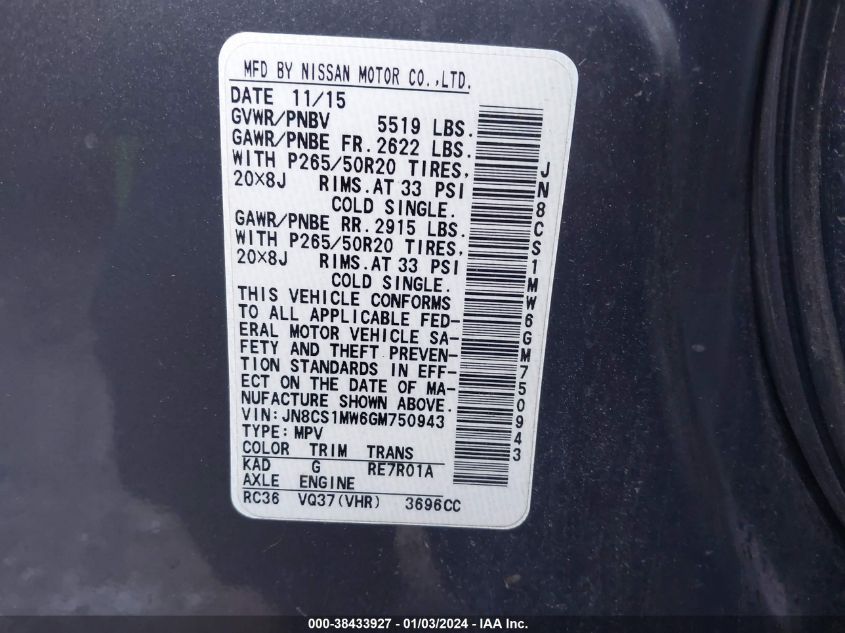 MFD BY NISSAN MOTOR CO.,LTD.
DATE 11/15
GVWR/PNBV 5519 LBS.
GAWR/PNBE FR.2622 LBS.
WITH P265/50R20 TIRES,
20×8J RIMS.AT 33 PSI
COLD SINGLE.
GAWR/PNBE RR.2915 LBS.
WITH P265/50R20 TIRES,
20×8J RIMS.AT 33 PSI
COLD SINGLE.
THIS VEHICLE CONFORMS
TO ALL APPLICABLE FED-
ERAL MOTOR VEHICLE SA-
FETY AND THEFT PREVEN-
TION STANDARDS IN EFF-
ECT ON THE DATE OF MA-
NUFACTURE SHOWN ABOVE.
VIN:JN8CS1MW6GM750943
TYPE:MPV
COLOR TRIM TRANS
KAD G RE7R01A
AXLE ENGINE
RC36 VQ37(VHR) 3696CC
JN8CS1MW6GM750943
000-38433927 - 01/03/2024 - IAA Inc.